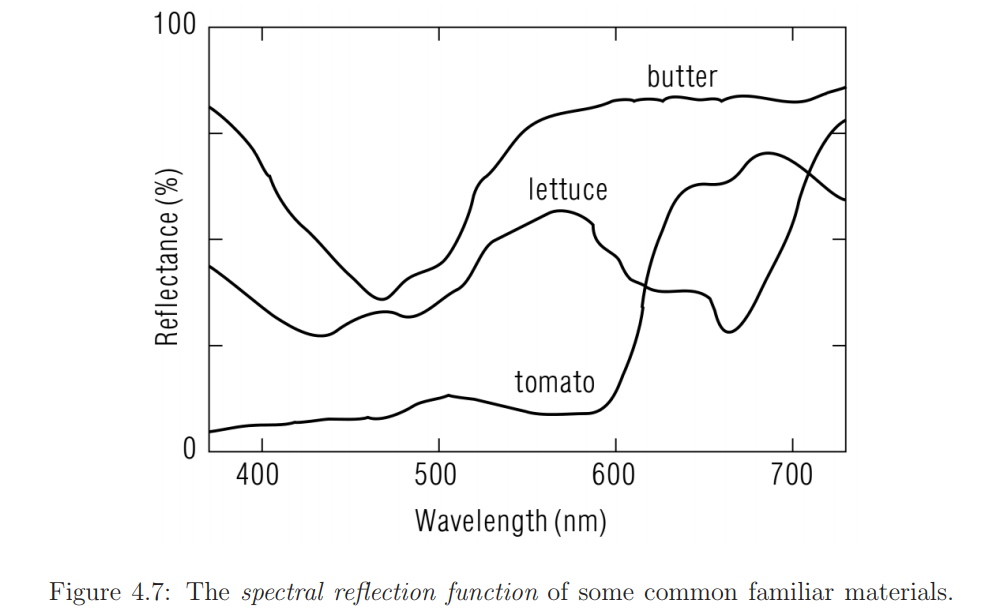 100
butter
lettuce
Reflectance (%)
tomato
0
400 500 600 700
Wavelength (nm)
Figure 4.7: The spectral reflection function of some common familiar materials.